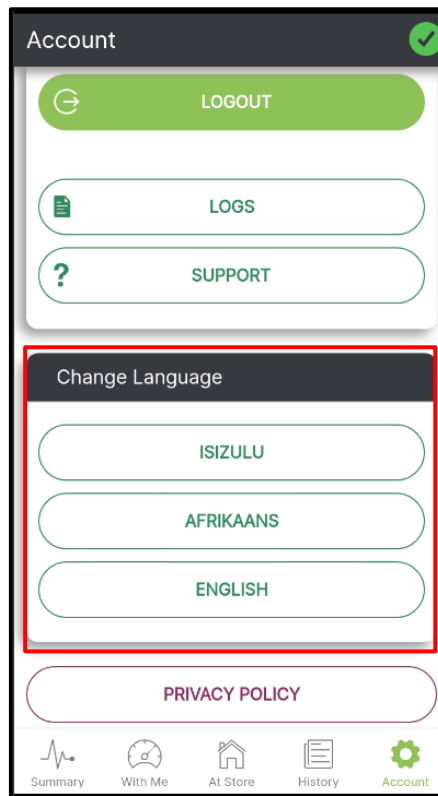 Account
LOGOUT
LOGS
? SUPPORT
Change Language
ISIZULU
AFRIKAANS
ENGLISH
PRIVACY POLICY
Summary With Me At Store History Account